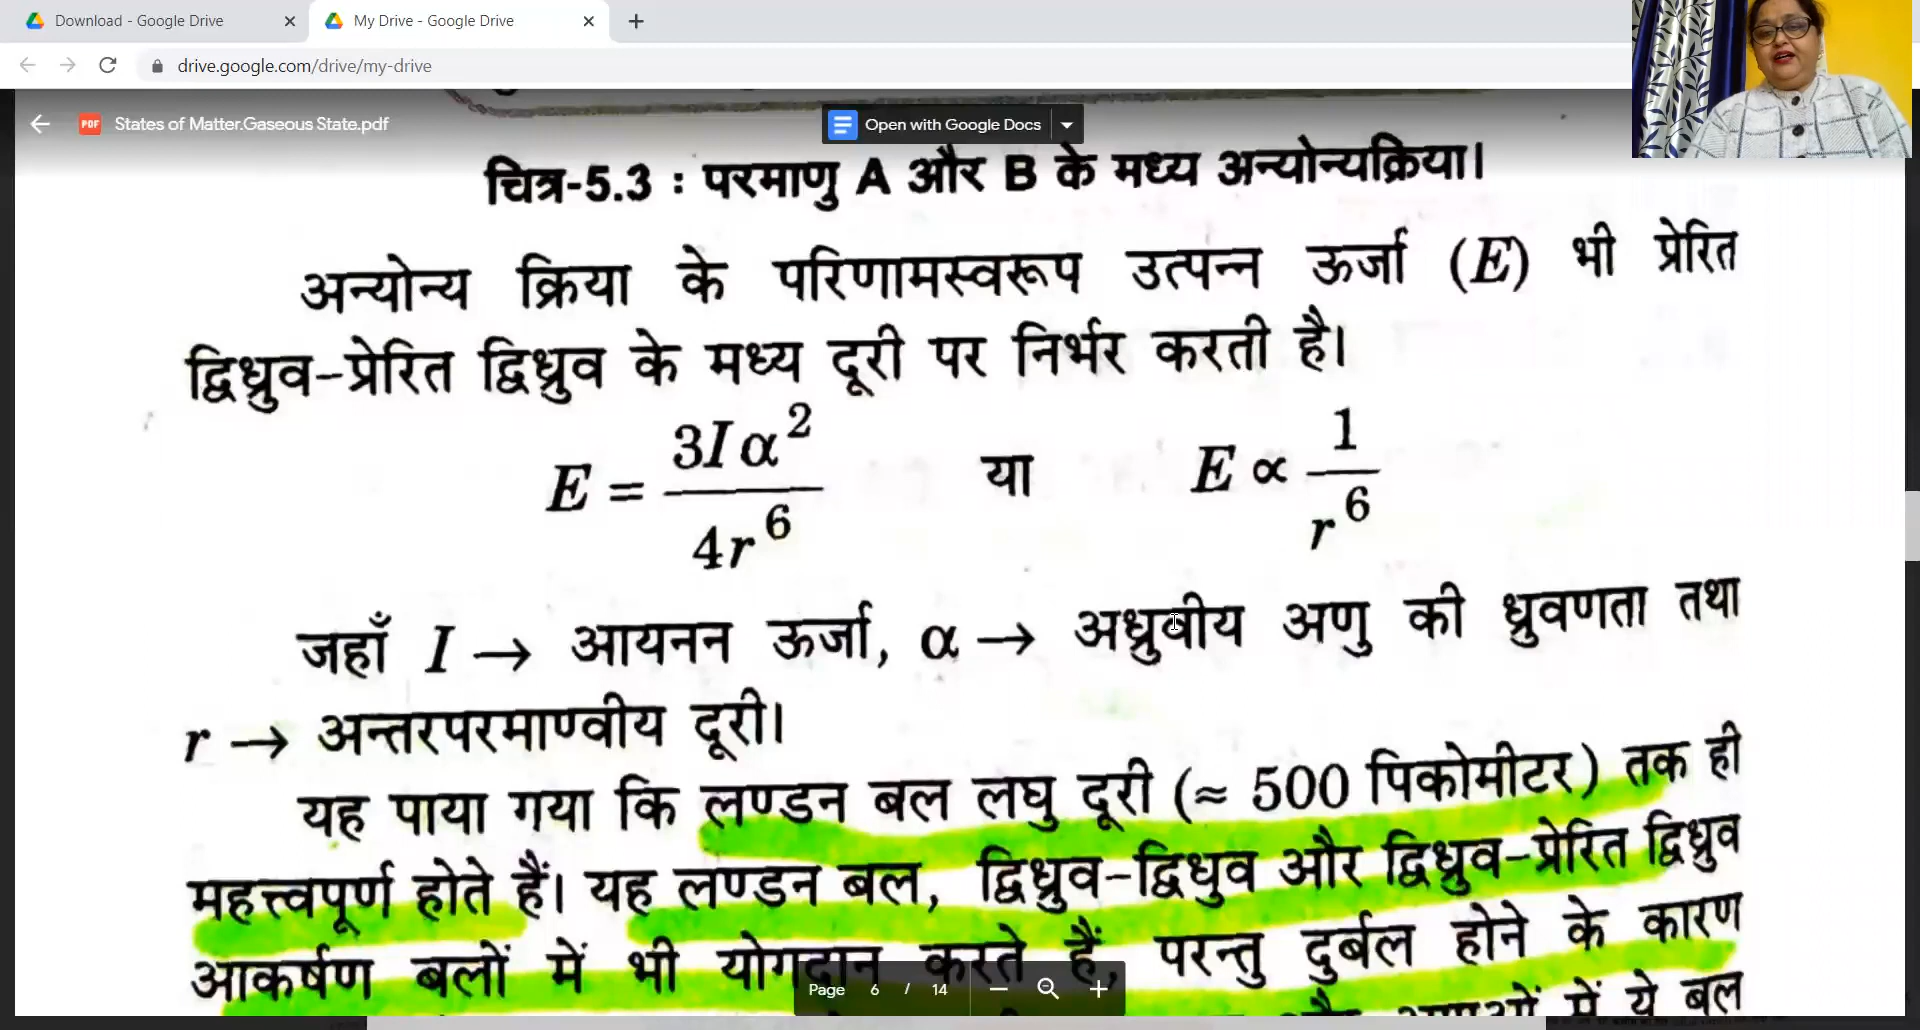 Download - Google Drive
My Drive - Google Drive
drive.google.com/drive/my-drive
PDF States of Matter.Gaseous State.pdf
Open with Google Docs
चित्र-5.3 : परमाणु A और B के मध्य अन्योन्यक्रिया।
अन्योन्य क्रिया के परिणामस्वरूप उत्पन्न ऊर्जा (E) भी प्रेरित
द्विध्रुव-प्रेरित द्विध्रुव के मध्य दूरी पर निर्भर करती है।
E = 3Iα²/4r⁶ या E ∝ 1/r⁶
जहाँ I → आयनन ऊर्जा, α → अध्रुवीय अणु की ध्रुवणता तथा
r → अन्तरपरमाण्वीय दूरी।
यह पाया गया कि लण्डन बल लघु दूरी (≈ 500 पिकोमीटर) तक ही
महत्त्वपूर्ण होते हैं। यह लण्डन बल, द्विध्रुव-द्विधुव और द्विध्रुव-प्रेरित द्विध्रुव
आकर्षण बलों में भी योगदान करते हैं, परन्तु दुर्बल होने के कारण
में ये बल
Page 6 / 14